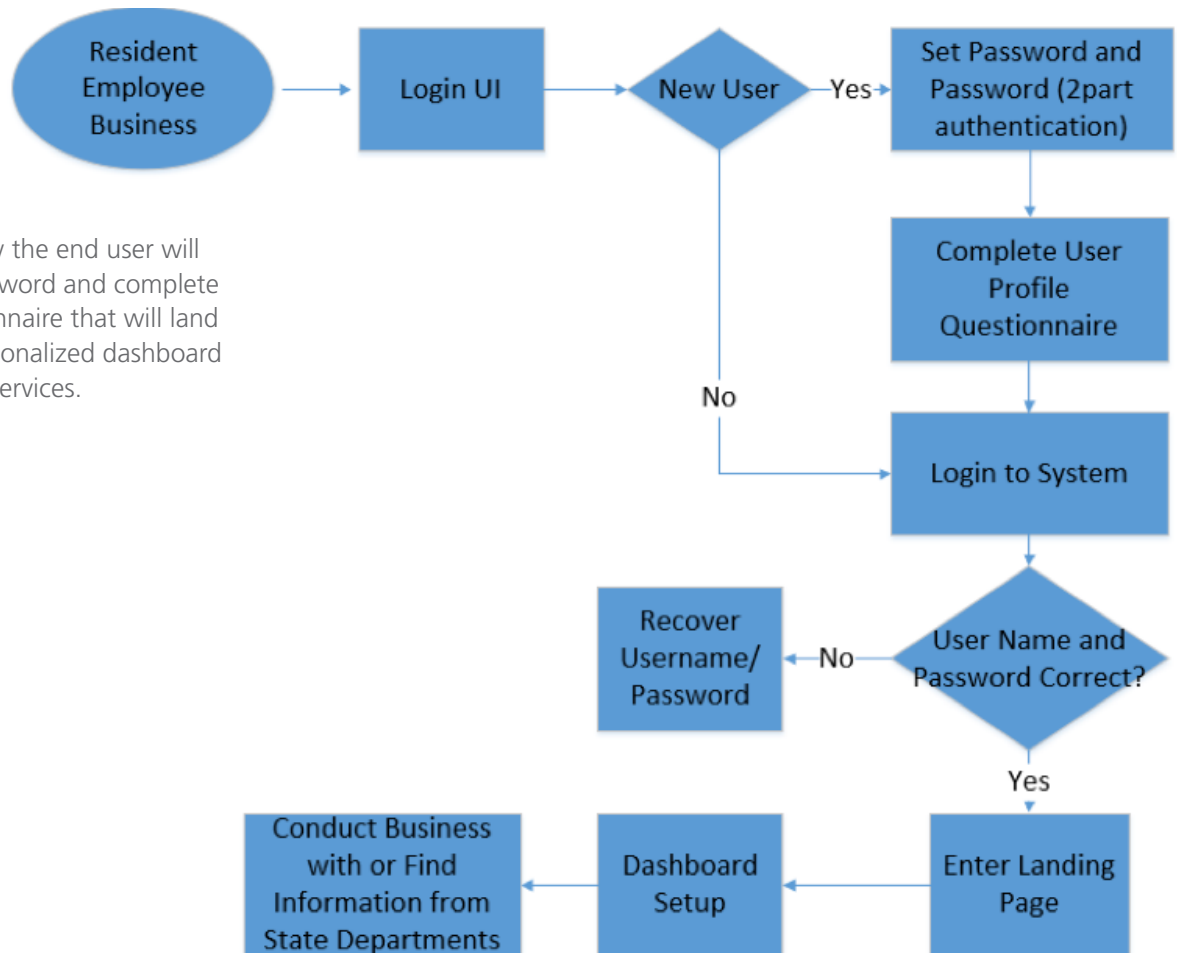 Resident
Employee
Business
Login UI
New User
Yes
Set Password and
Password (2part
authentication)
Complete User
Profile
Questionnaire
No
Login to System
User Name and
Password Correct?
No
Recover
Username/
Password
Yes
Enter Landing
Page
Dashboard
Setup
Conduct Business
with or Find
Information from
State Departments
the end user will
word and complete
nnaire that will land
onalized dashboard
ervices.